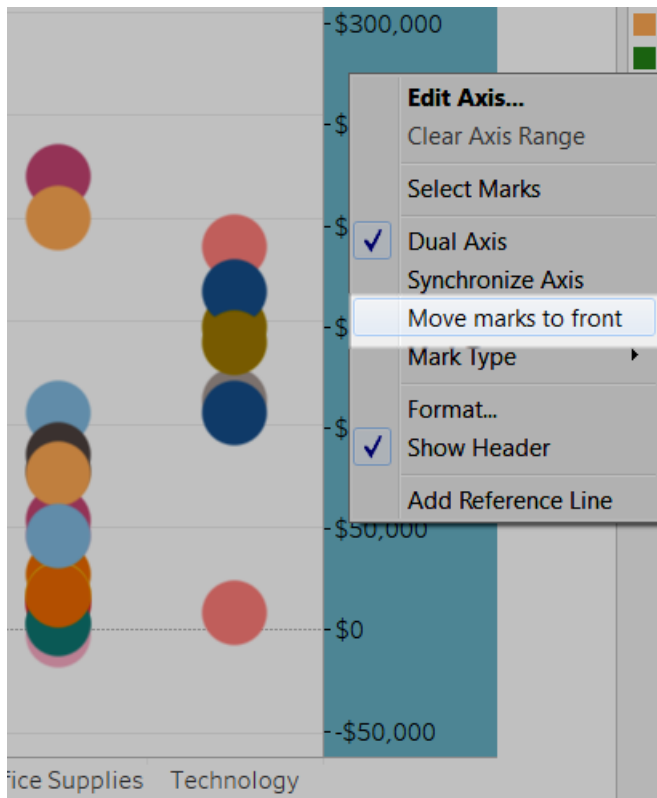 -$300,000
Edit Axis...
-$
Clear Axis Range
Select Marks
-$
Dual Axis
Synchronize Axis
-$
Move marks to front
Mark Type
Format...
-$
Show Header
Add Reference Line
-$50,000
-$0
--$50,000
fice Supplies
Technology